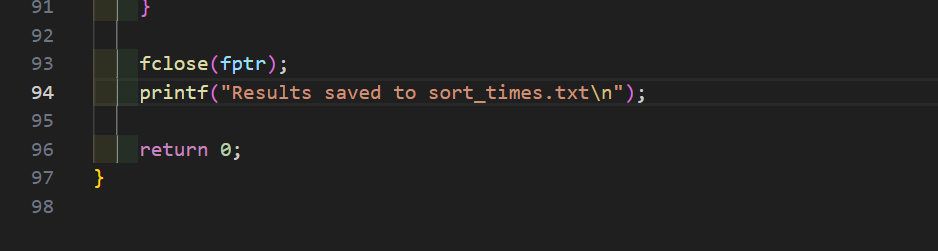 91 }
92
93 fclose(fptr);
94 printf("Results saved to sort_times.txt\n");
95
96 return 0;
97 }
98